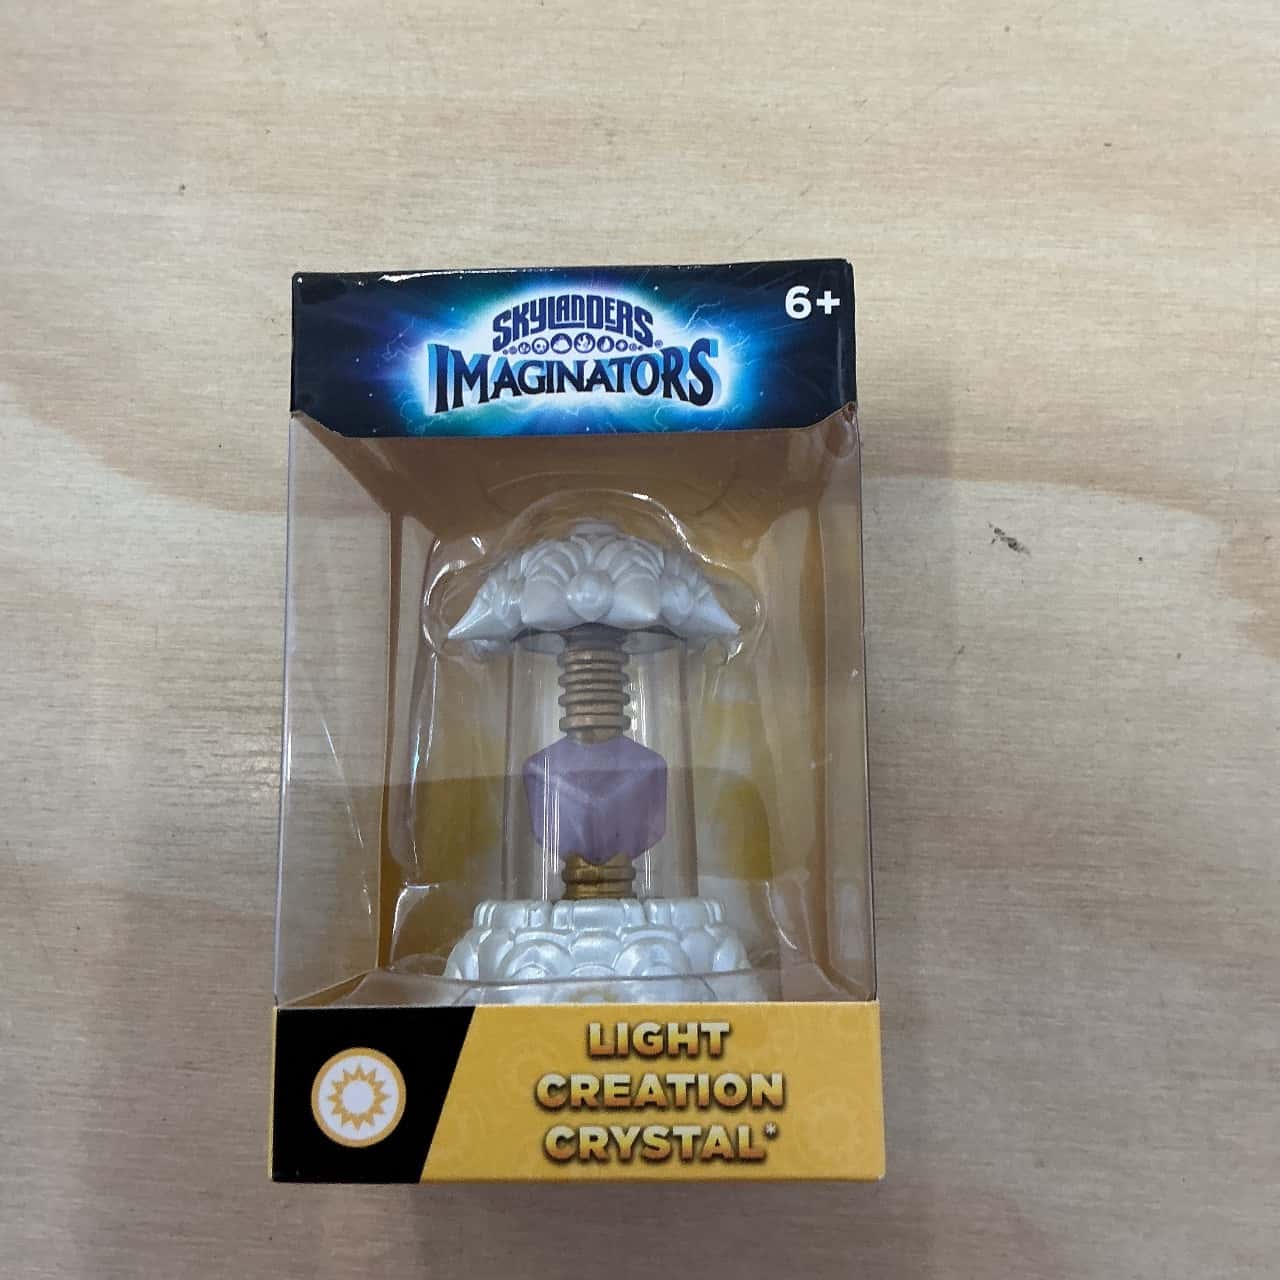 6+
SKYLANDERS
IMAGINATORS
LIGHT
CREATION
CRYSTAL*